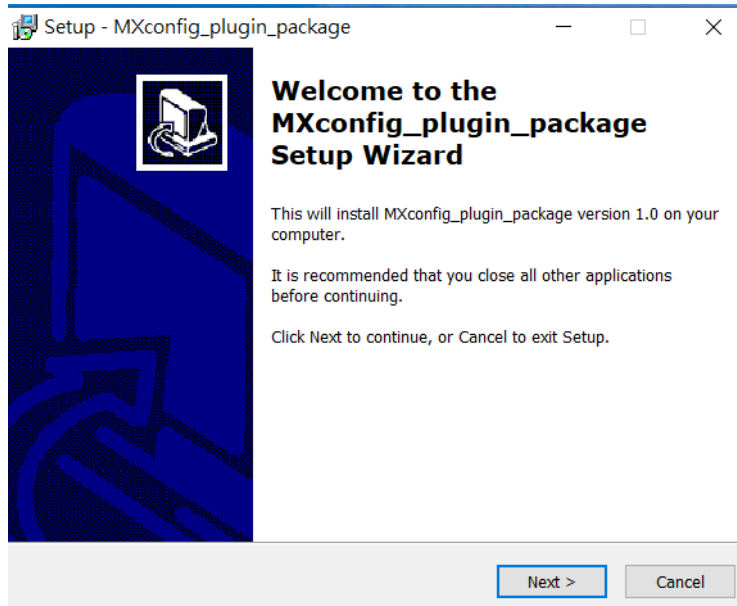 Setup - MXconfig_plugin_package
Welcome to the
MXconfig_plugin_package
Setup Wizard
This will install MXconfig_plugin_package version 1.0 on your
computer.
It is recommended that you close all other applications
before continuing.
Click Next to continue, or Cancel to exit Setup.
Next >
Cancel